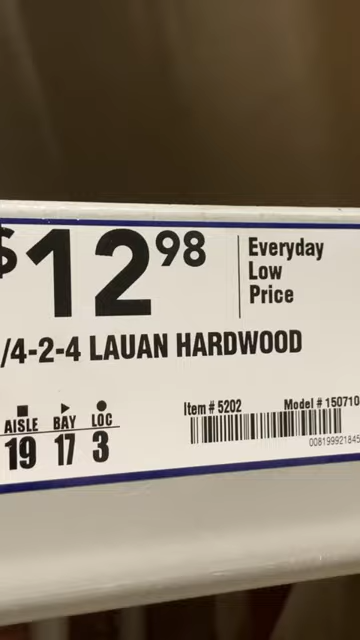 $12 98
Everyday
Low
Price
/4-2-4 LAUAN HARDWOOD
AISLE BAY LOC
19 17 3
Item # 5202 Model # 150710
008199921845